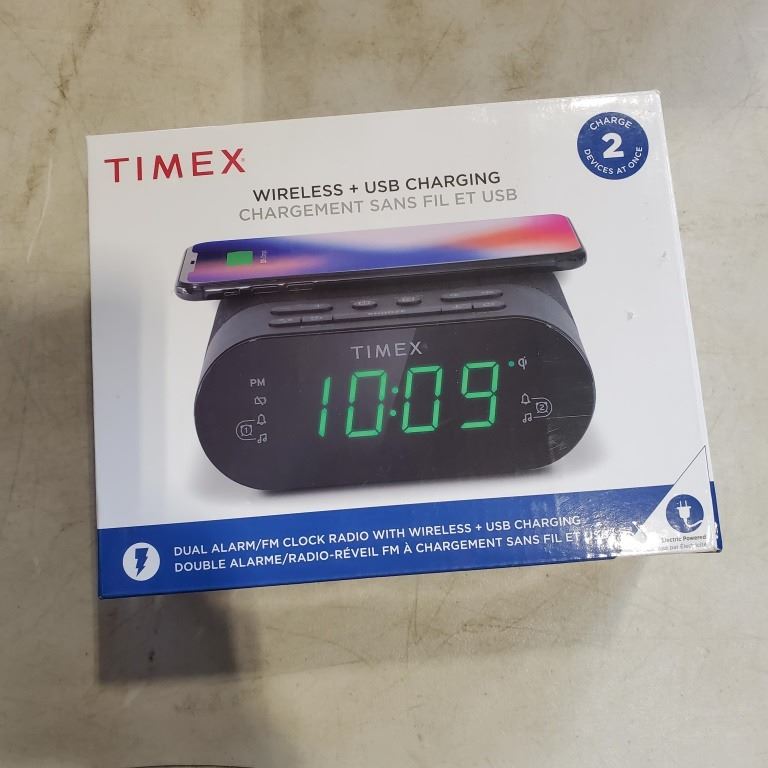 TIMEX
CHARGE
2
DEVICES AT ONCE
WIRELESS + USB CHARGING
CHARGEMENT SANS FIL ET USB
TIMEX
PM
10:09
1
2
DUAL ALARM/FM CLOCK RADIO WITH WIRELESS + USB CHARGING
DOUBLE ALARME/RADIO-RÉVEIL FM À CHARGEMENT SANS FIL ET
Electric Powered
par Électricité